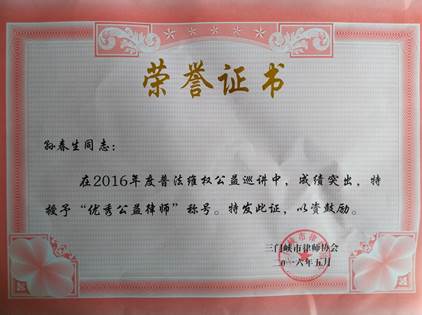 荣誉证书
孙春生同志:
在2016年度普法维权公益巡讲中,成绩突出,特
授予“优秀公益律师”称号。特发此证,以资鼓励。
三门峡市律师协会
二0一六年五月